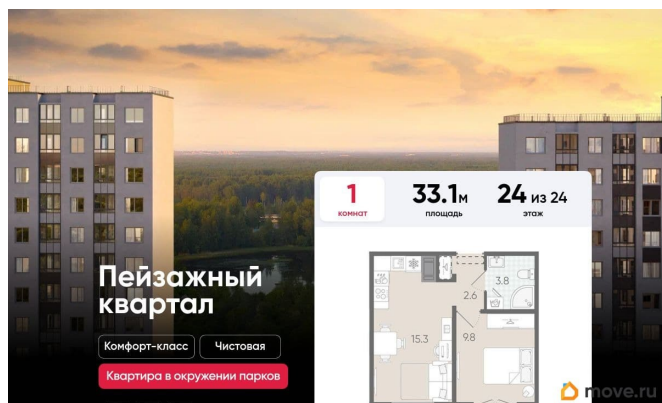 1
комнат
33.1м
площадь
24 из 24
этаж
Пейзажный
квартал
Комфорт-класс
Чистовая
Квартира в окружении парков
3.8
2.6
15.3
9.8
move.ru